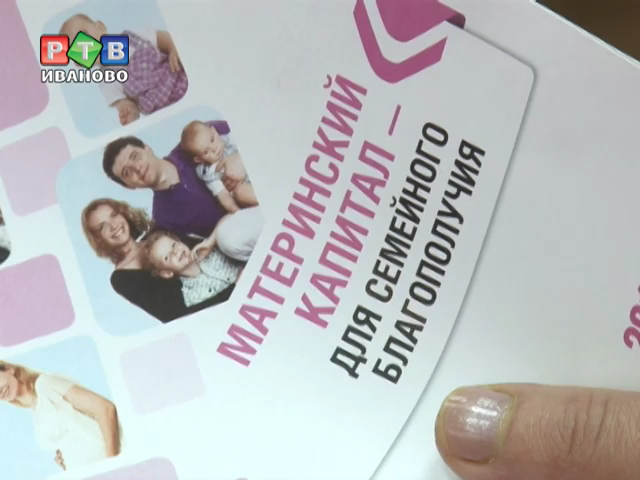 РТВ
ИВАНОВО
МАТЕРИНСКИЙ
КАПИТАЛ –
ДЛЯ СЕМЕЙНОГО
БЛАГОПОЛУЧИЯ